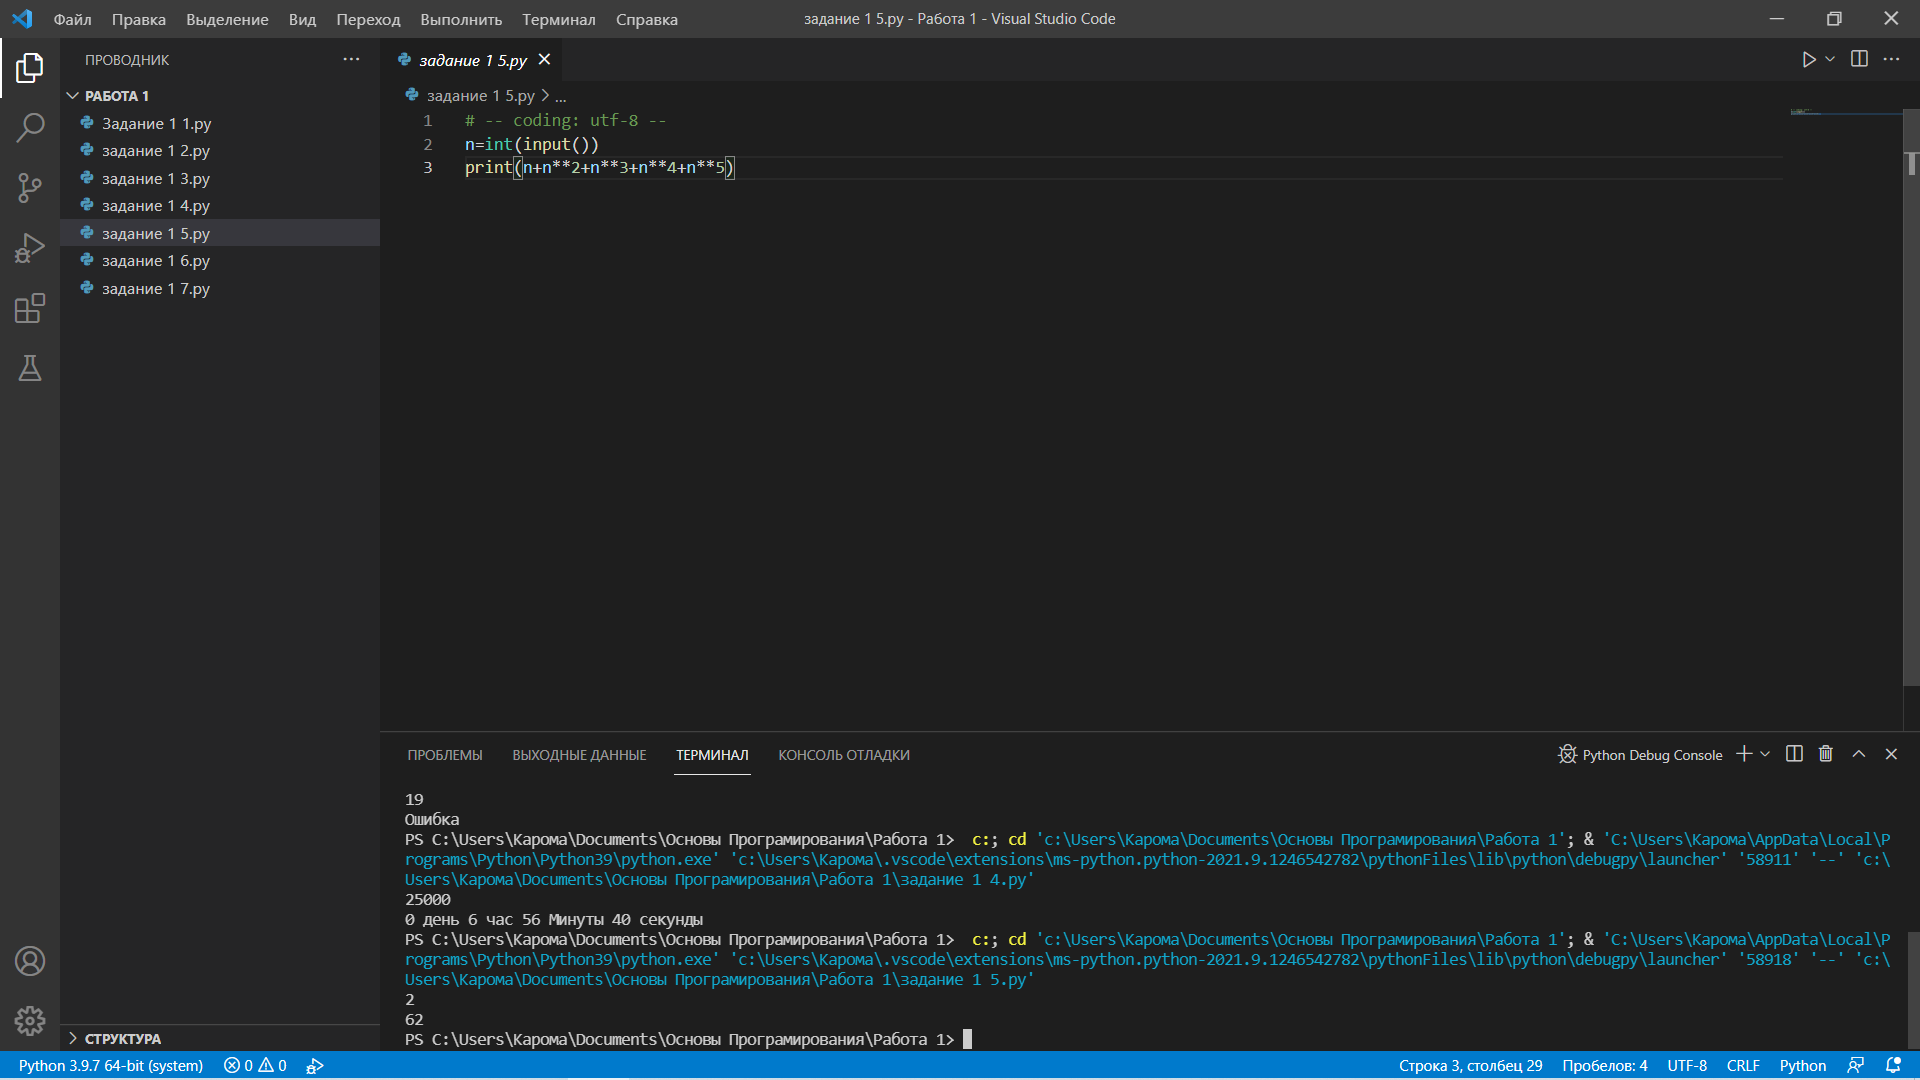 Файл Правка Выделение Вид Переход Выполнить Терминал Справка
задание 1 5.py - Работа 1 - Visual Studio Code
ПРОВОДНИК
РАБОТА 1
Задание 1 1.py
задание 1 2.py
задание 1 3.py
задание 1 4.py
задание 1 5.py
задание 1 6.py
задание 1 7.py
СТРУКТУРА
задание 1 5.py
задание 1 5.py > ...
1 # -- coding: utf-8 --
2 n=int(input())
3 print(n+n**2+n**3+n**4+n**5)
ПРОБЛЕМЫ ВЫХОДНЫЕ ДАННЫЕ ТЕРМИНАЛ КОНСОЛЬ ОТЛАДКИ
Python Debug Console
19
Ошибка
PS C:\Users\Карома\Documents\Основы Програмирования\Работа 1>  c:; cd 'c:\Users\Карома\Documents\Основы Програмирования\Работа 1'; & 'C:\Users\Карома\AppData\Local\P
rograms\Python\Python39\python.exe' 'c:\Users\Карома\.vscode\extensions\ms-python.python-2021.9.1246542782\pythonFiles\lib\python\debugpy\launcher' '58911' '--' 'c:\
Users\Карома\Documents\Основы Програмирования\Работа 1\задание 1 4.py'
25000
0 день 6 час 56 Минуты 40 секунды
PS C:\Users\Карома\Documents\Основы Програмирования\Работа 1>  c:; cd 'c:\Users\Карома\Documents\Основы Програмирования\Работа 1'; & 'C:\Users\Карома\AppData\Local\P
rograms\Python\Python39\python.exe' 'c:\Users\Карома\.vscode\extensions\ms-python.python-2021.9.1246542782\pythonFiles\lib\python\debugpy\launcher' '58918' '--' 'c:\
Users\Карома\Documents\Основы Програмирования\Работа 1\задание 1 5.py'
2
62
PS C:\Users\Карома\Documents\Основы Програмирования\Работа 1>
Python 3.9.7 64-bit (system) 0 0
Строка 3, столбец 29 Пробелов: 4 UTF-8 CRLF Python